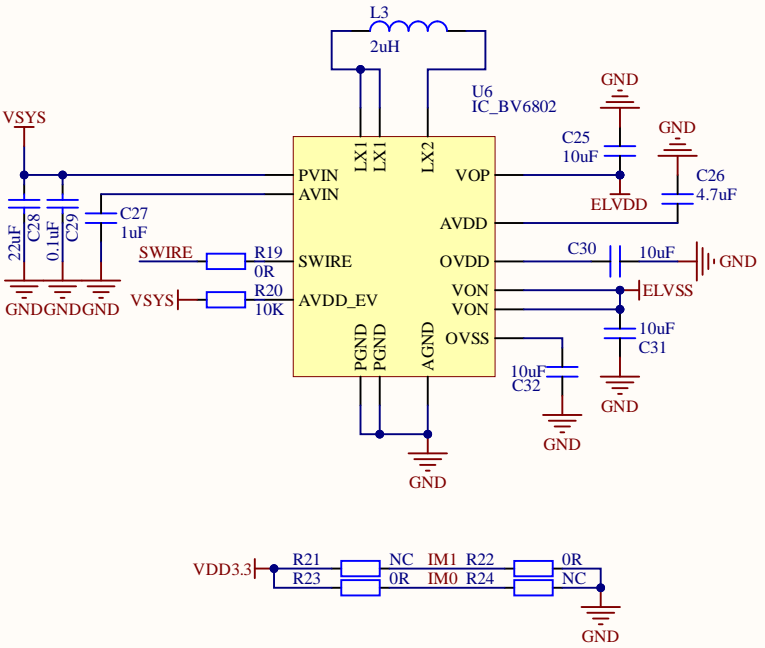 L3
2uH
U6
IC_BV6802
GND
VSYS
LX1
LX1
LX2
C25
10uF
GND
PVIN
VOP
C26
4.7uF
AVIN
ELVDD
22uF
C28
0.1uF
C29
C27
1uF
AVDD
SWIRE
R19
0R
SWIRE
OVDD
C30
10uF
GND
GND
GND
GND
VSYS
R20
10K
AVDD_EV
VON
ELVSS
VON
OVSS
10uF
C31
PGND
PGND
AGND
10uF
C32
GND
GND
GND
VDD3.3
R21
NC
IM1
R22
0R
R23
0R
IM0
R24
NC
GND